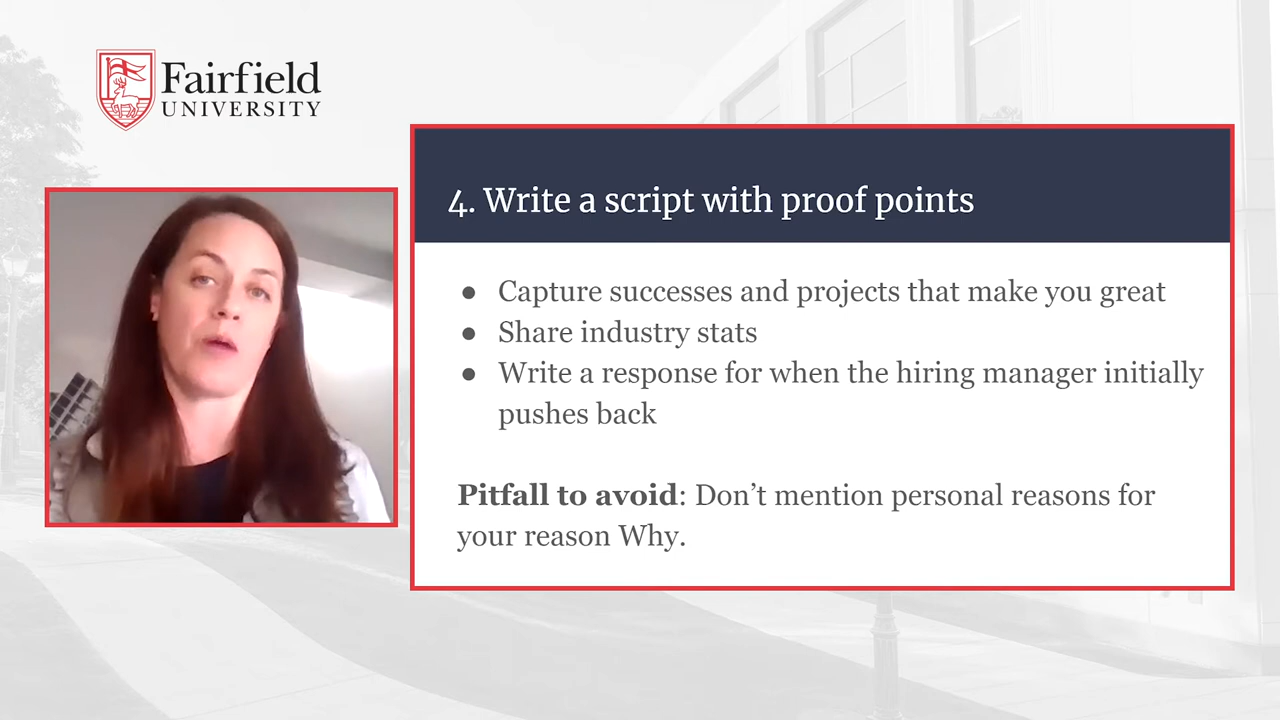 Fairfield
UNIVERSITY
4. Write a script with proof points
● Capture successes and projects that make you great
● Share industry stats
● Write a response for when the hiring manager initially
pushes back
Pitfall to avoid: Don’t mention personal reasons for
your reason Why.